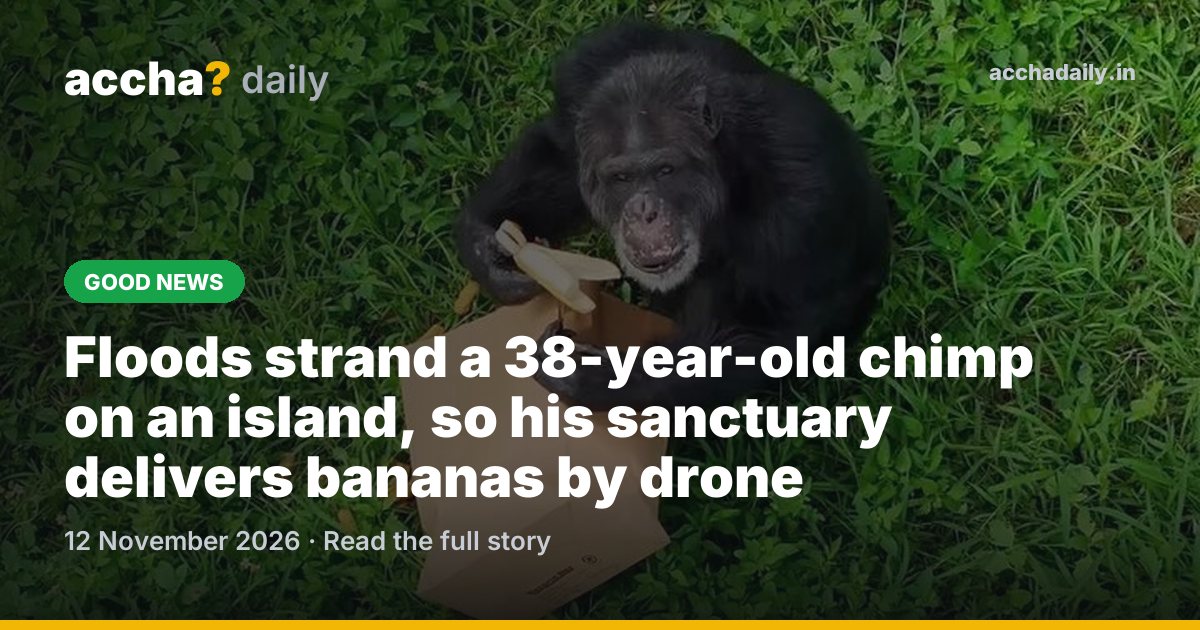 accha? daily
acchadaily.in
GOOD NEWS
Floods strand a 38-year-old chimp
on an island, so his sanctuary
delivers bananas by drone
12 November 2026 · Read the full story